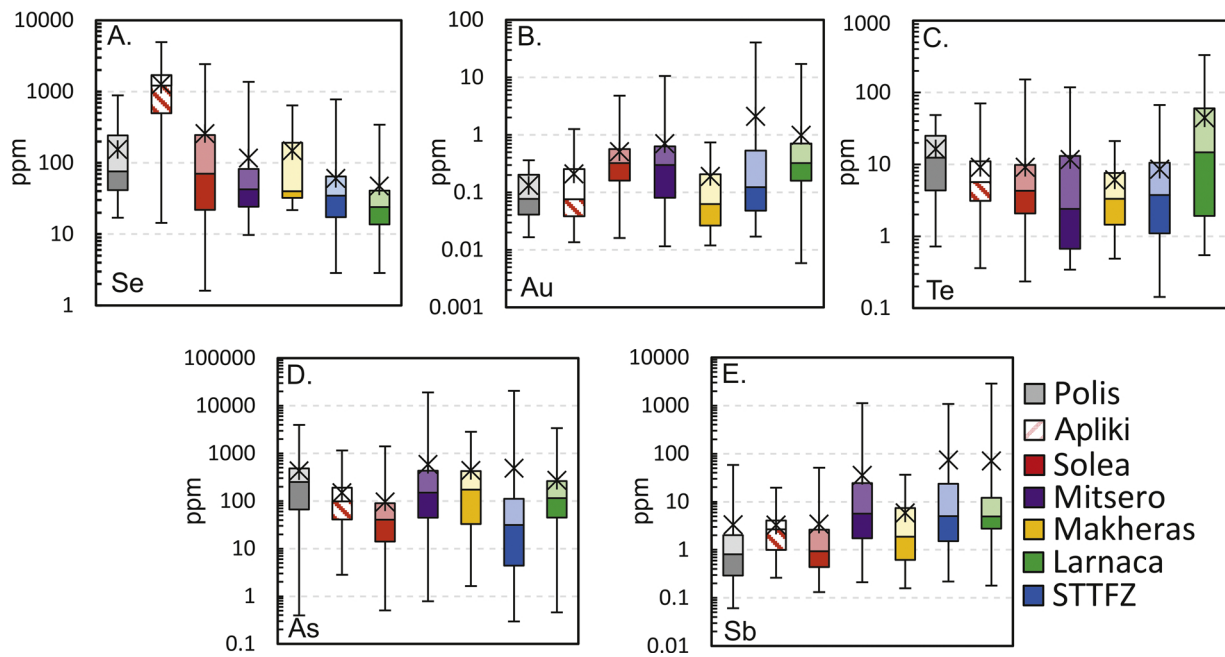 A.
10000
1000
100
10
1
ppm
Se
B.
100
10
1
0.1
0.01
0.001
ppm
Au
C.
1000
100
10
1
0.1
ppm
Te
D.
100000
10000
1000
100
10
1
0.1
ppm
As
E.
10000
1000
100
10
1
0.1
0.01
ppm
Sb
Polis
Apliki
Solea
Mitsero
Makheras
Larnaca
STTFZ